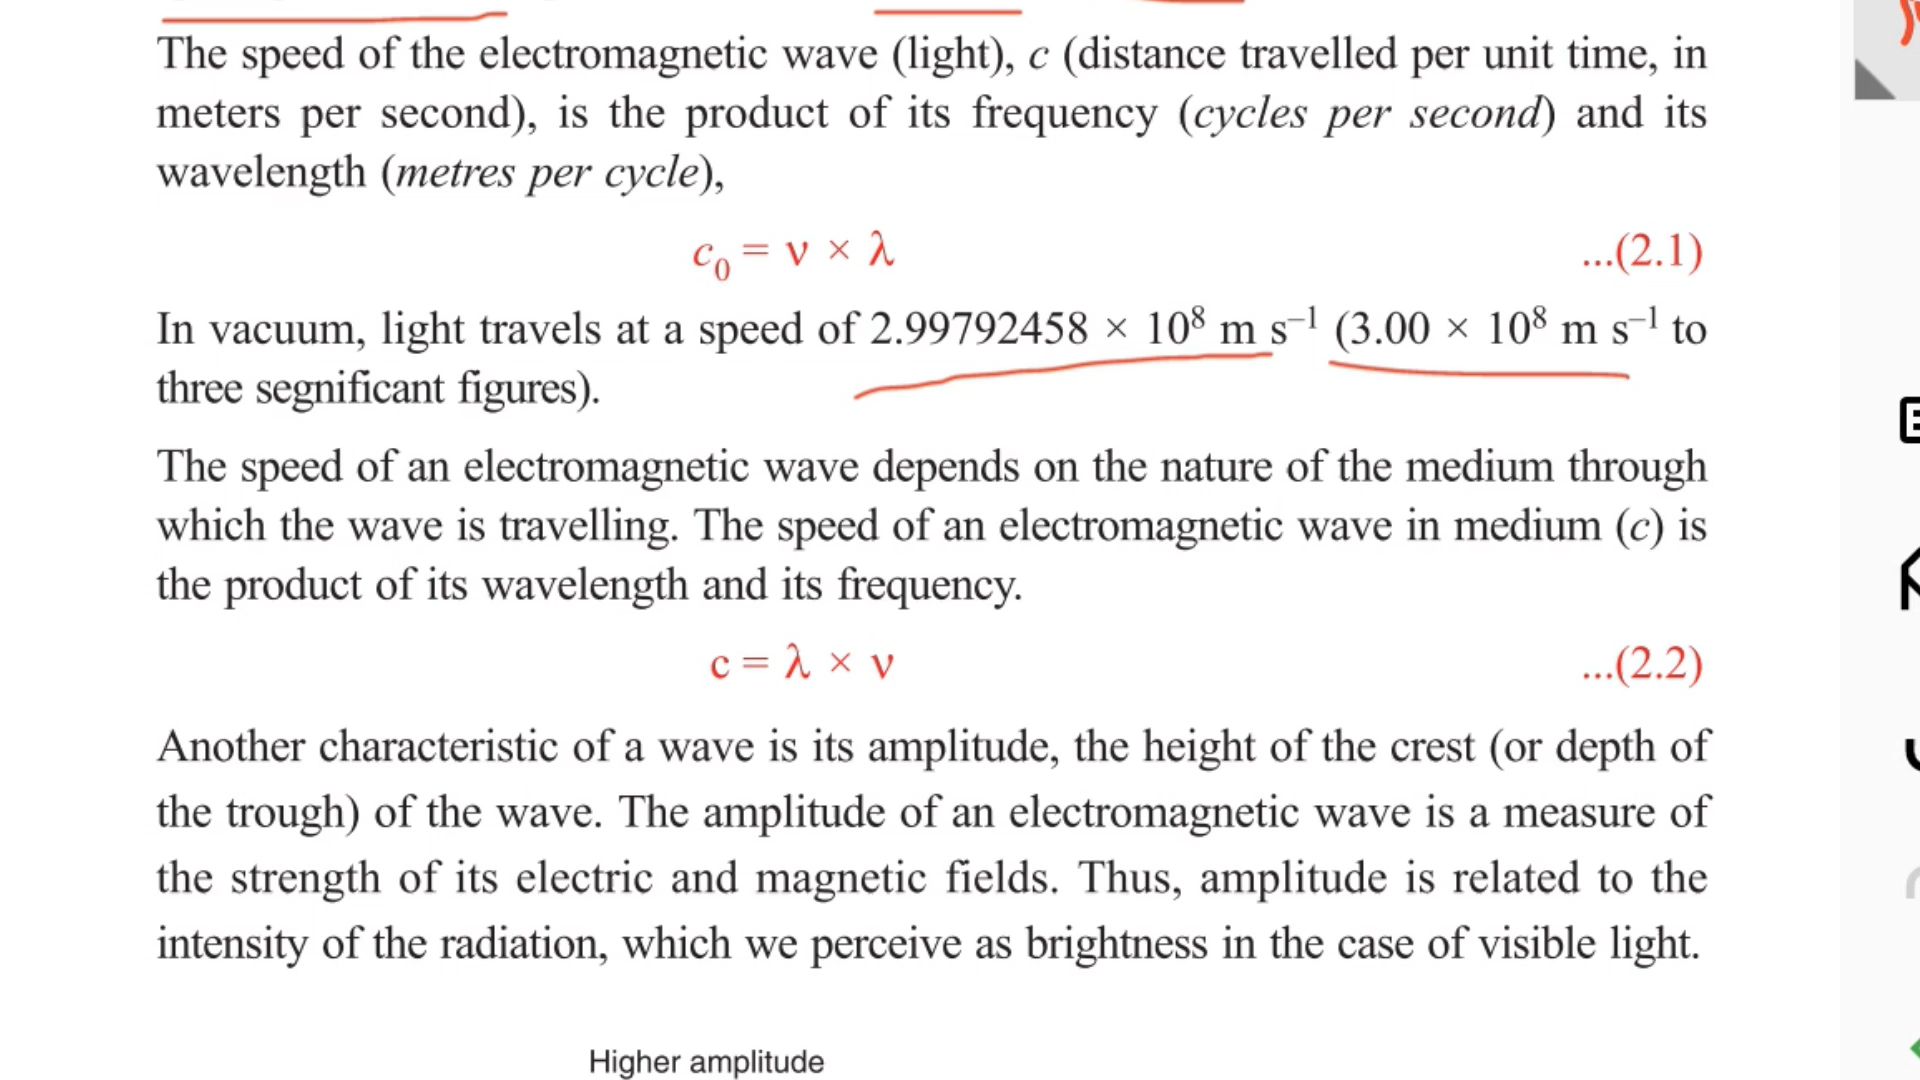 The speed of the electromagnetic wave (light), c (distance travelled per unit time, in
meters per second), is the product of its frequency (cycles per second) and its
wavelength (metres per cycle),
c₀ = ν × λ ...(2.1)
In vacuum, light travels at a speed of 2.99792458 × 10⁸ m s⁻¹ (3.00 × 10⁸ m s⁻¹ to
three segnificant figures).
The speed of an electromagnetic wave depends on the nature of the medium through
which the wave is travelling. The speed of an electromagnetic wave in medium (c) is
the product of its wavelength and its frequency.
c = λ × ν ...(2.2)
Another characteristic of a wave is its amplitude, the height of the crest (or depth of
the trough) of the wave. The amplitude of an electromagnetic wave is a measure of
the strength of its electric and magnetic fields. Thus, amplitude is related to the
intensity of the radiation, which we perceive as brightness in the case of visible light.
Higher amplitude